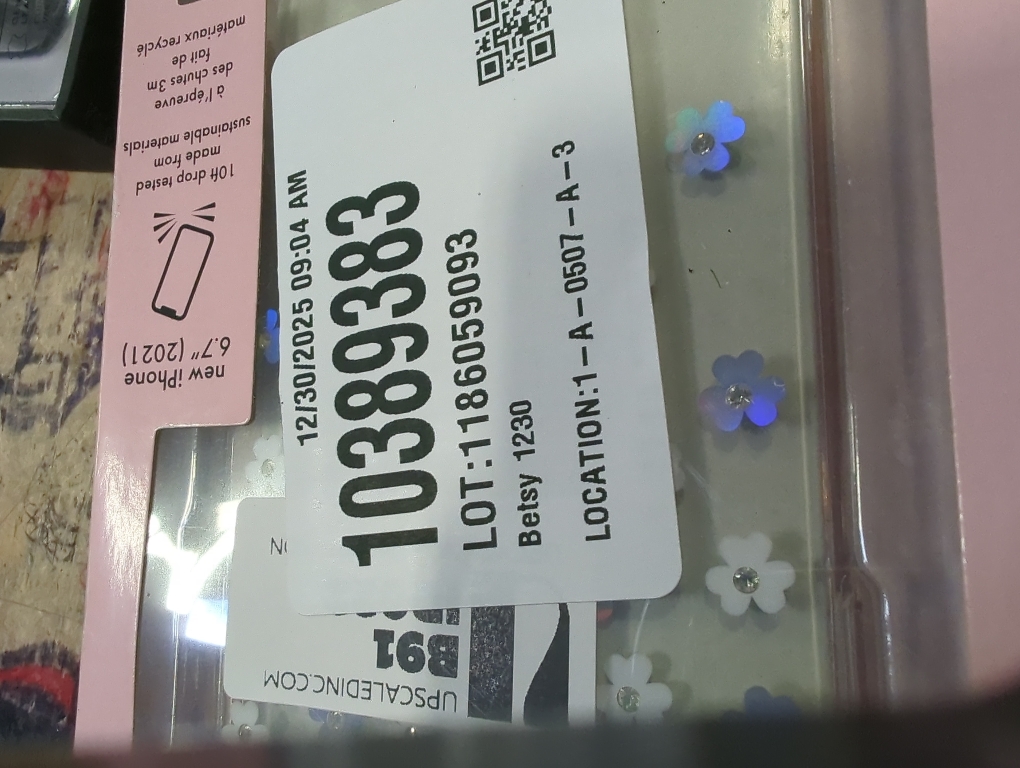 12/30/2025 09:04 AM
10389383
LOT:1186059093
Betsy 1230
LOCATION:1-A-0507-A-3
new iPhone
6.7" (2021)
10ft drop tested
made from
sustainable materials
à l'épreuve
des chutes 3m
fait de
matériaux recyclé
UPSCALEDINC.COM
B91